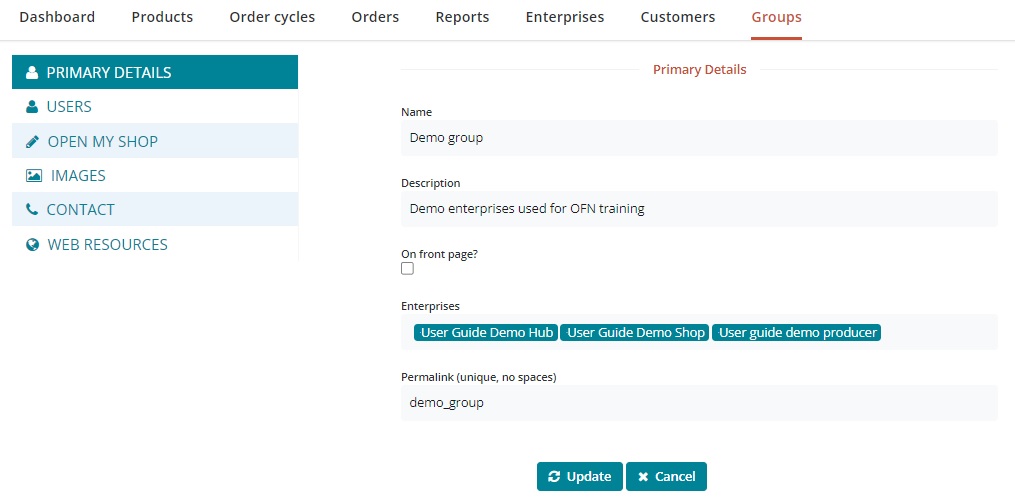 Dashboard Products Order cycles Orders Reports Enterprises Customers Groups
PRIMARY DETAILS
USERS
OPEN MY SHOP
IMAGES
CONTACT
WEB RESOURCES
Primary Details
Name
Demo group
Description
Demo enterprises used for OFN training
On front page?
Enterprises
User Guide Demo Hub User Guide Demo Shop User guide demo producer
Permalink (unique, no spaces)
demo_group
Update Cancel